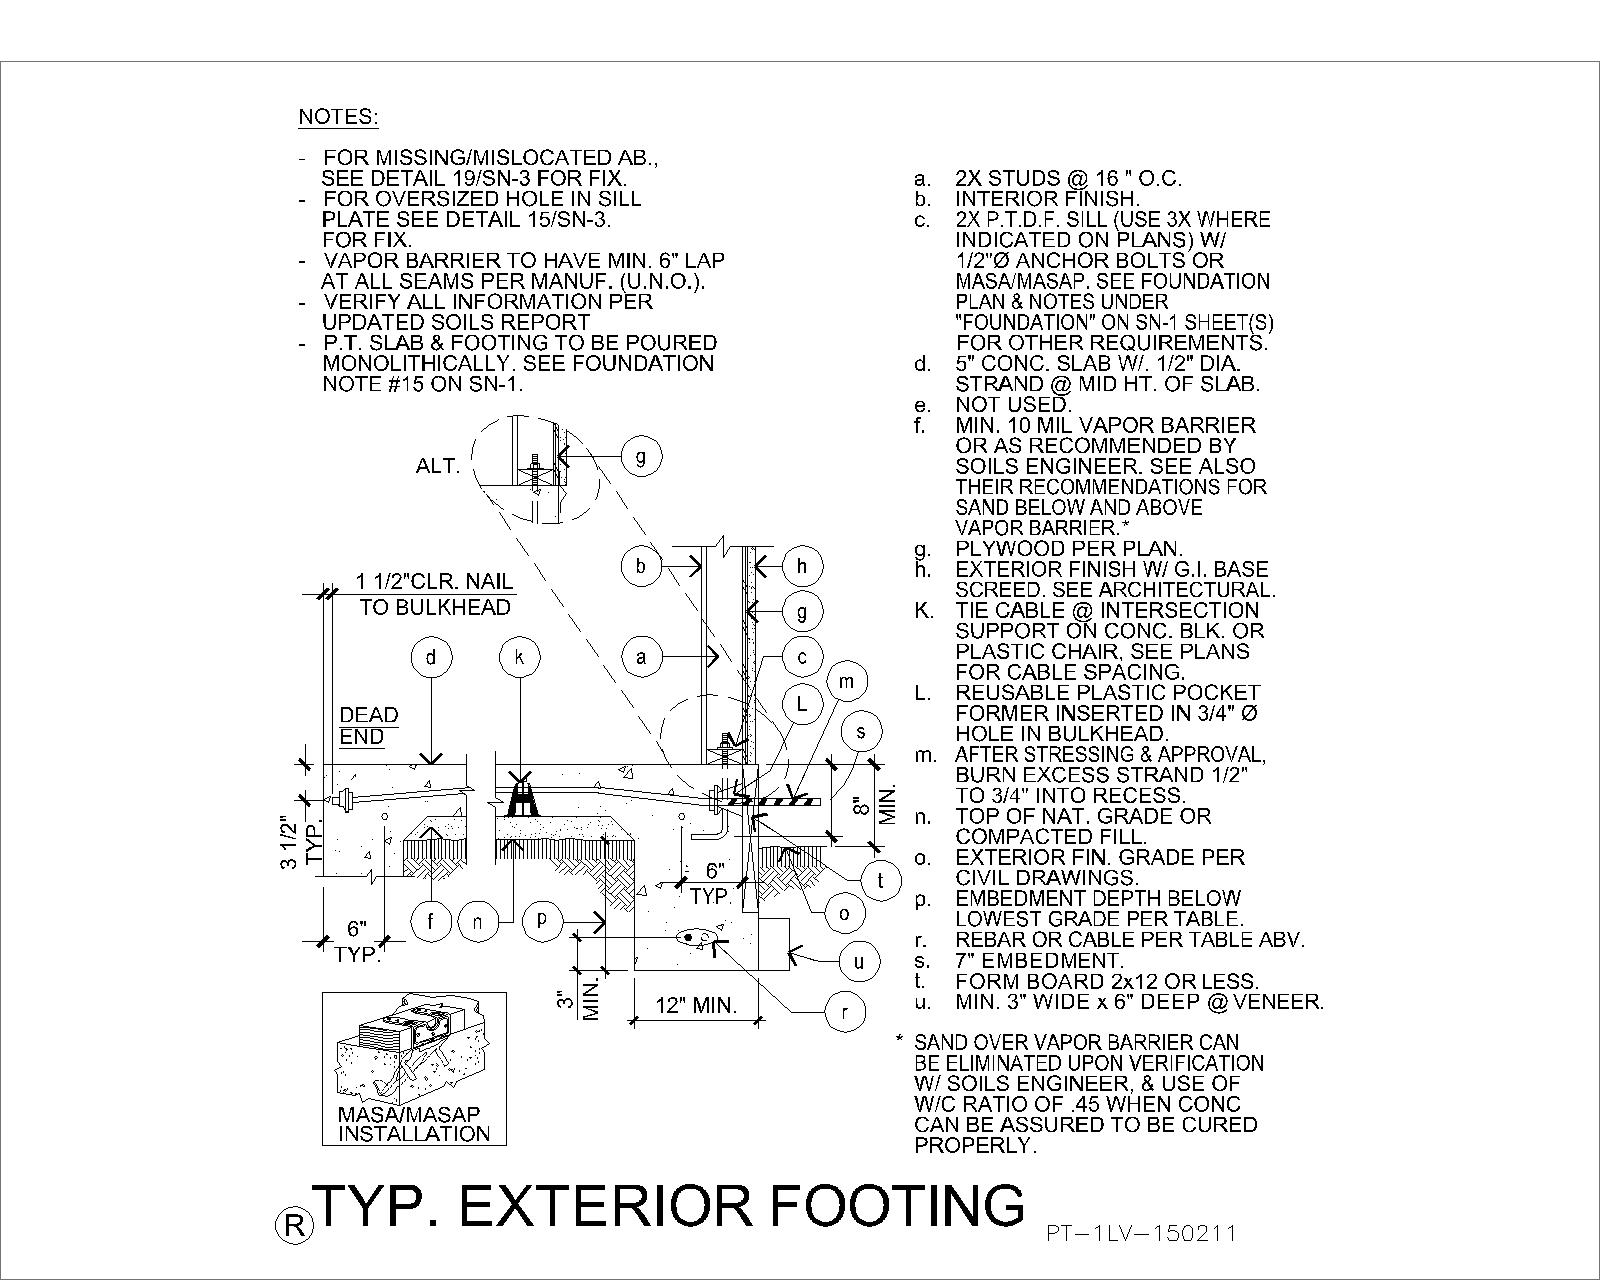 NOTES:
- FOR MISSING/MISLOCATED AB.,
SEE DETAIL 19/SN-3 FOR FIX.
- FOR OVERSIZED HOLE IN SILL
PLATE SEE DETAIL 15/SN-3.
FOR FIX.
- VAPOR BARRIER TO HAVE MIN. 6" LAP
AT ALL SEAMS PER MANUF. (U.N.O.).
- VERIFY ALL INFORMATION PER
UPDATED SOILS REPORT
- P.T. SLAB & FOOTING TO BE POURED
MONOLITHICALLY. SEE FOUNDATION
NOTE #15 ON SN-1.
ALT.
g
b
h
1 1/2"CLR. NAIL
TO BULKHEAD
g
d
k
a
c
m
L
s
DEAD
END
8"
MIN.
3 1/2"
TYP.
6"
TYP.
t
o
f
n
p
6"
TYP.
u
3"
MIN.
12" MIN.
r
MASA/MASAP
INSTALLATION
a. 2X STUDS @ 16 " O.C.
b. INTERIOR FINISH.
c. 2X P.T.D.F. SILL (USE 3X WHERE
INDICATED ON PLANS) W/
1/2"Ø ANCHOR BOLTS OR
MASA/MASAP. SEE FOUNDATION
PLAN & NOTES UNDER
"FOUNDATION" ON SN-1 SHEET(S)
FOR OTHER REQUIREMENTS.
d. 5" CONC. SLAB W/. 1/2" DIA.
STRAND @ MID HT. OF SLAB.
e. NOT USED.
f. MIN. 10 MIL VAPOR BARRIER
OR AS RECOMMENDED BY
SOILS ENGINEER. SEE ALSO
THEIR RECOMMENDATIONS FOR
SAND BELOW AND ABOVE
VAPOR BARRIER.*
g. PLYWOOD PER PLAN.
h. EXTERIOR FINISH W/ G.I. BASE
SCREED. SEE ARCHITECTURAL.
K. TIE CABLE @ INTERSECTION
SUPPORT ON CONC. BLK. OR
PLASTIC CHAIR, SEE PLANS
FOR CABLE SPACING.
L. REUSABLE PLASTIC POCKET
FORMER INSERTED IN 3/4" Ø
HOLE IN BULKHEAD.
m. AFTER STRESSING & APPROVAL,
BURN EXCESS STRAND 1/2"
TO 3/4" INTO RECESS.
n. TOP OF NAT. GRADE OR
COMPACTED FILL.
o. EXTERIOR FIN. GRADE PER
CIVIL DRAWINGS.
p. EMBEDMENT DEPTH BELOW
LOWEST GRADE PER TABLE.
r. REBAR OR CABLE PER TABLE ABV.
s. 7" EMBEDMENT.
t. FORM BOARD 2x12 OR LESS.
u. MIN. 3" WIDE x 6" DEEP @ VENEER.
* SAND OVER VAPOR BARRIER CAN
BE ELIMINATED UPON VERIFICATION
W/ SOILS ENGINEER, & USE OF
W/C RATIO OF .45 WHEN CONC
CAN BE ASSURED TO BE CURED
PROPERLY.
R TYP. EXTERIOR FOOTING
PT-1LV-150211